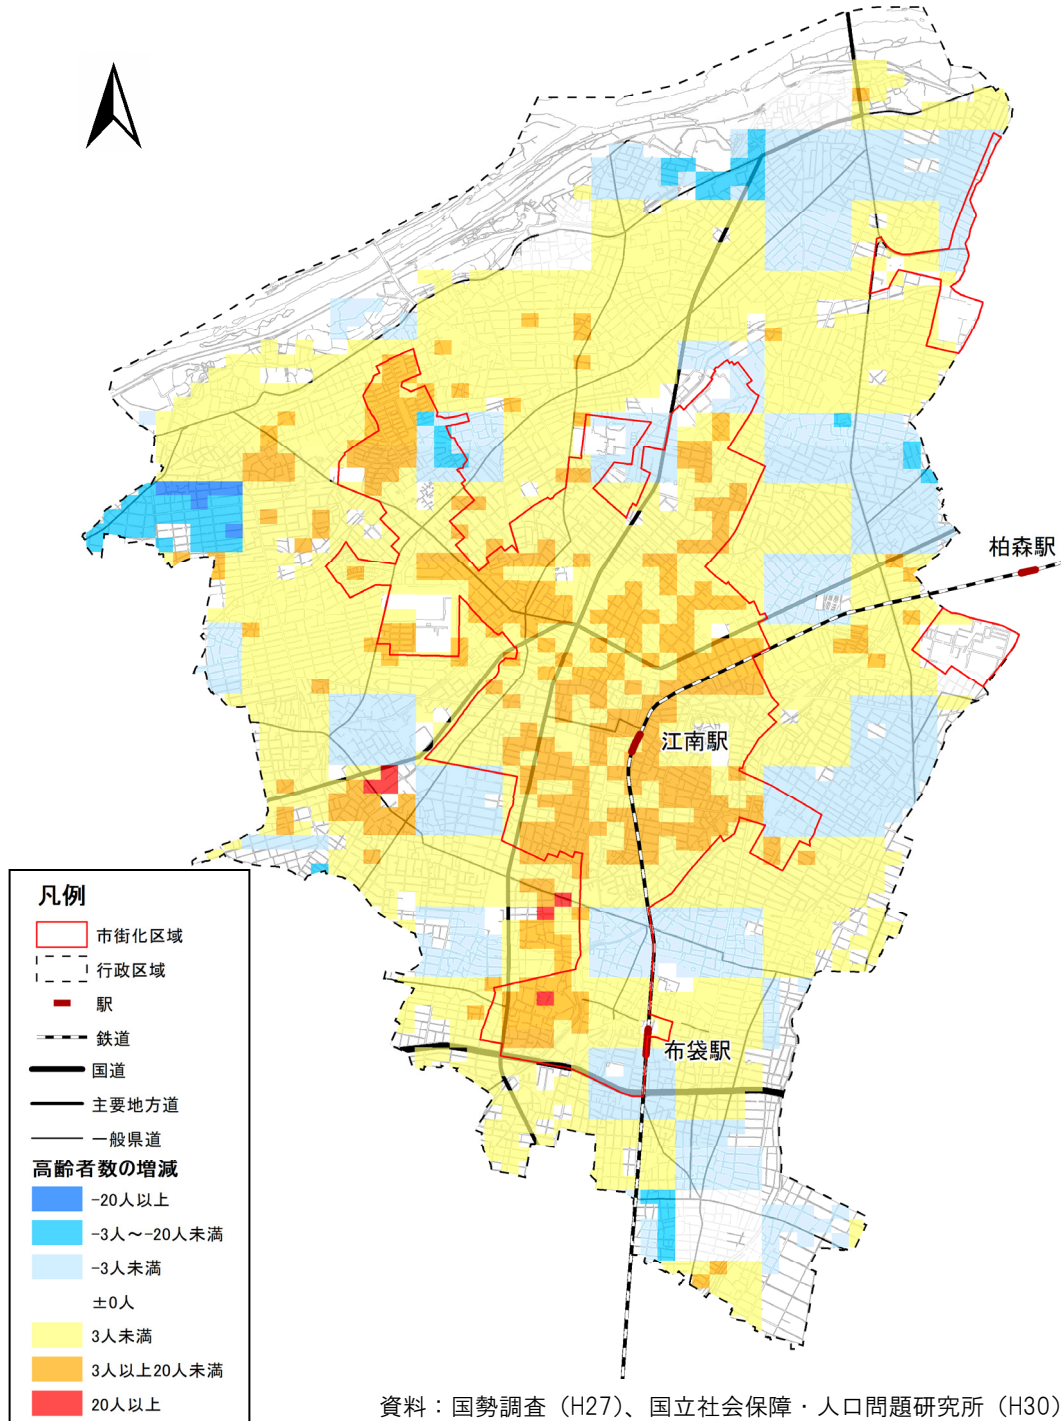 柏森駅
江南駅
布袋駅
凡例
市街化区域
行政区域
駅
鉄道
国道
主要地方道
一般県道
高齢者数の増減
-20人以上
-3人～-20人未満
-3人未満
±0人
3人未満
3人以上20人未満
20人以上
資料：国勢調査（H27）、国立社会保障・人口問題研究所（H30）